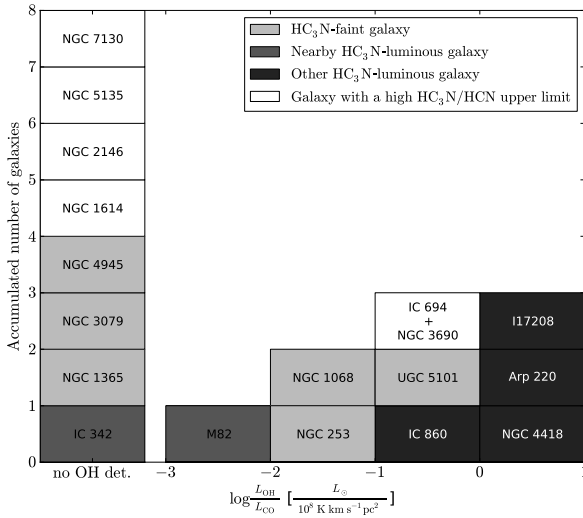 Accumulated number of galaxies
8
7
6
5
4
3
2
1
0
HC₃N-faint galaxy
Nearby HC₃N-luminous galaxy
Other HC₃N-luminous galaxy
Galaxy with a high HC₃N/HCN upper limit
NGC 7130
NGC 5135
NGC 2146
NGC 1614
NGC 4945
NGC 3079
NGC 1365
IC 342
M82
NGC 1068
NGC 253
IC 694
+
NGC 3690
UGC 5101
IC 860
I17208
Arp 220
NGC 4418
no OH det.
−3
−2
−1
0
1
log L_OH/L_CO [L_⊙/10⁸ K km s⁻¹ pc²]